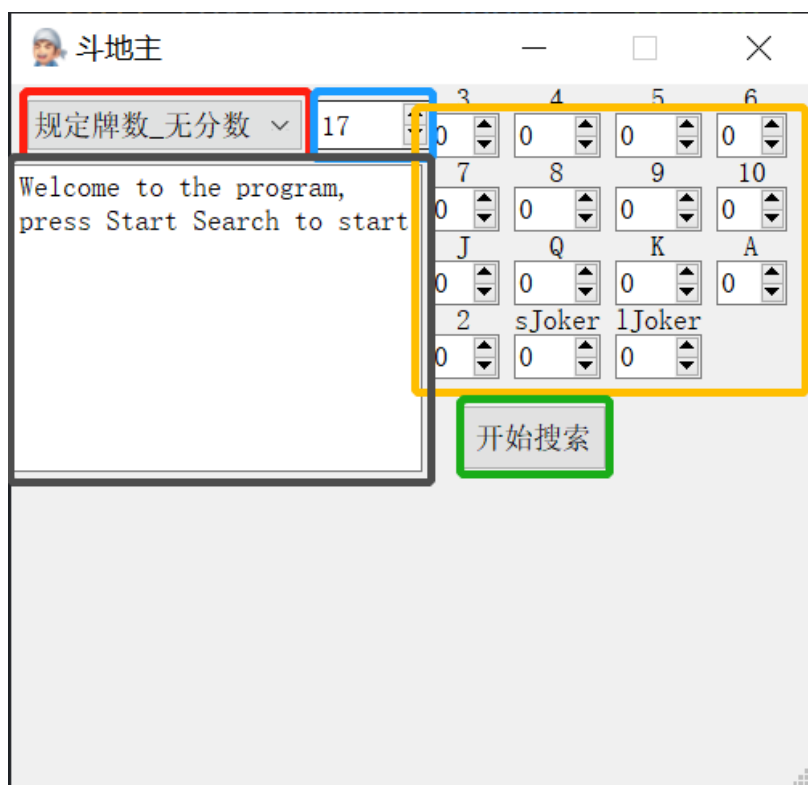 斗地主
规定牌数_无分数
17
Welcome to the program,
press Start Search to start
3 4 5 6
0 0 0 0
7 8 9 10
0 0 0 0
J Q K A
0 0 0 0
2 sJoker lJoker
0 0 0
开始搜索